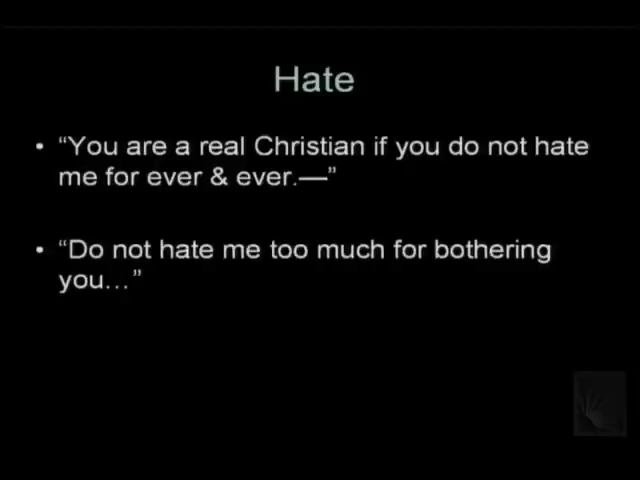 Hate
• “You are a real Christian if you do not hate
me for ever & ever.—”
• “Do not hate me too much for bothering
you…”